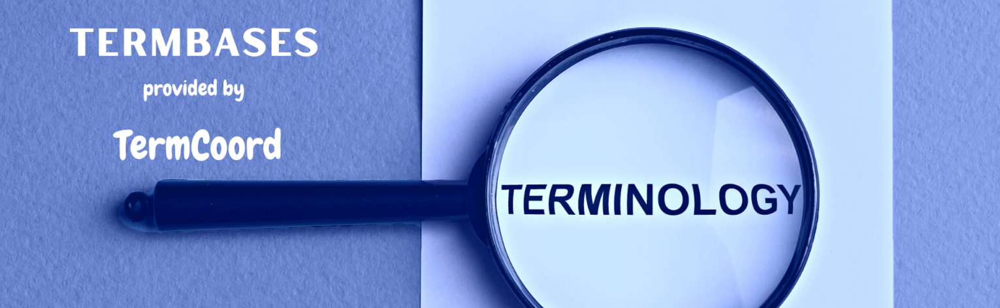 TERMBASES
provided by
TermCoord
TERMINOLOGY